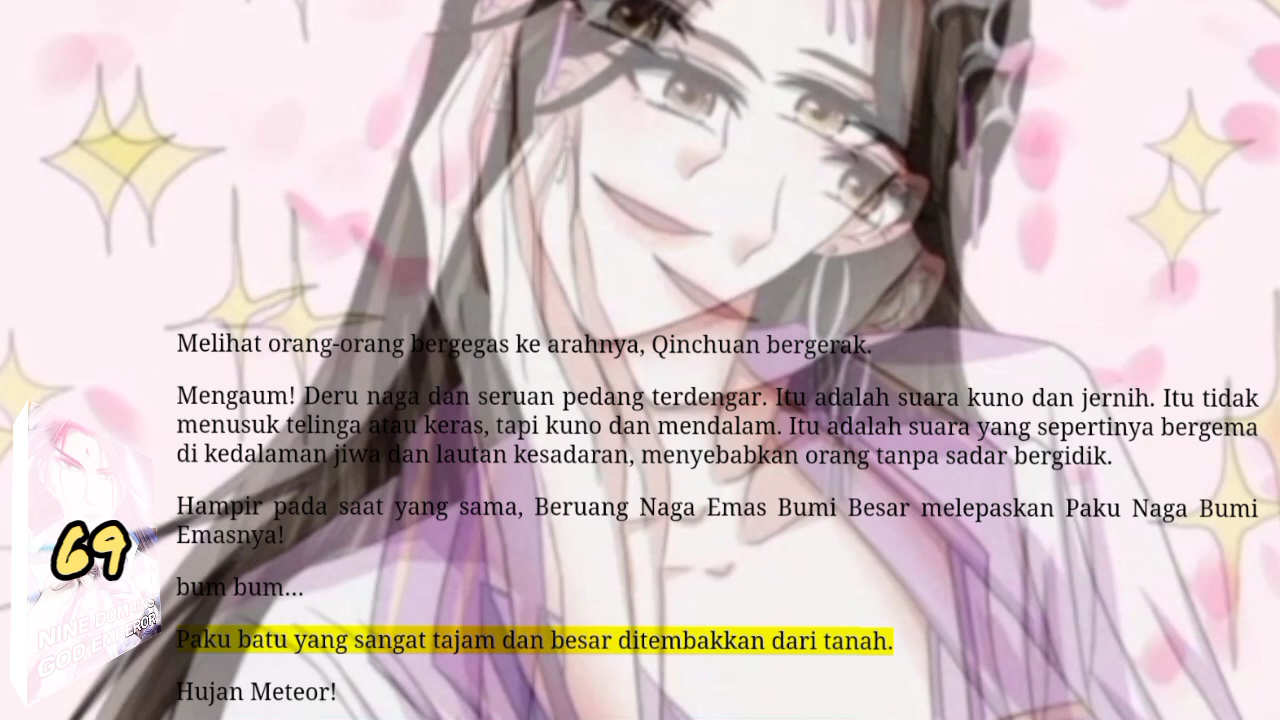 Melihat orang-orang bergegas ke arahnya, Qinchuan bergerak.
Mengaum! Deru naga dan seruan pedang terdengar. Itu adalah suara kuno dan jernih. Itu tidak
menusuk telinga atau keras, tapi kuno dan mendalam. Itu adalah suara yang sepertinya bergema
di kedalaman jiwa dan lautan kesadaran, menyebabkan orang tanpa sadar bergidik.
Hampir pada saat yang sama, Beruang Naga Emas Bumi Besar melepaskan Paku Naga Bumi
Emasnya!
bum bum...
Paku batu yang sangat tajam dan besar ditembakkan dari tanah.
Hujan Meteor!
69
NINE DOMAINS
GOD EMPEROR